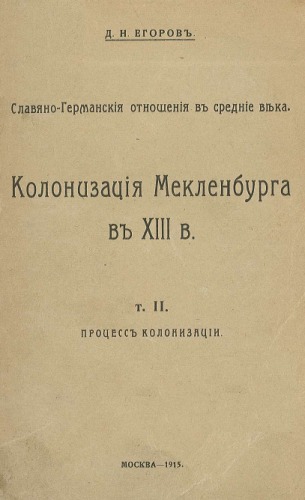 Д. Н. ЕГОРОВЪ.
Славяно-Германскія отношенія въ средніе вѣка.
Колонизація Мекленбурга
въ XIII в.
т. II.
ПРОЦЕССЪ КОЛОНИЗАЦІИ.
МОСКВА—1915.